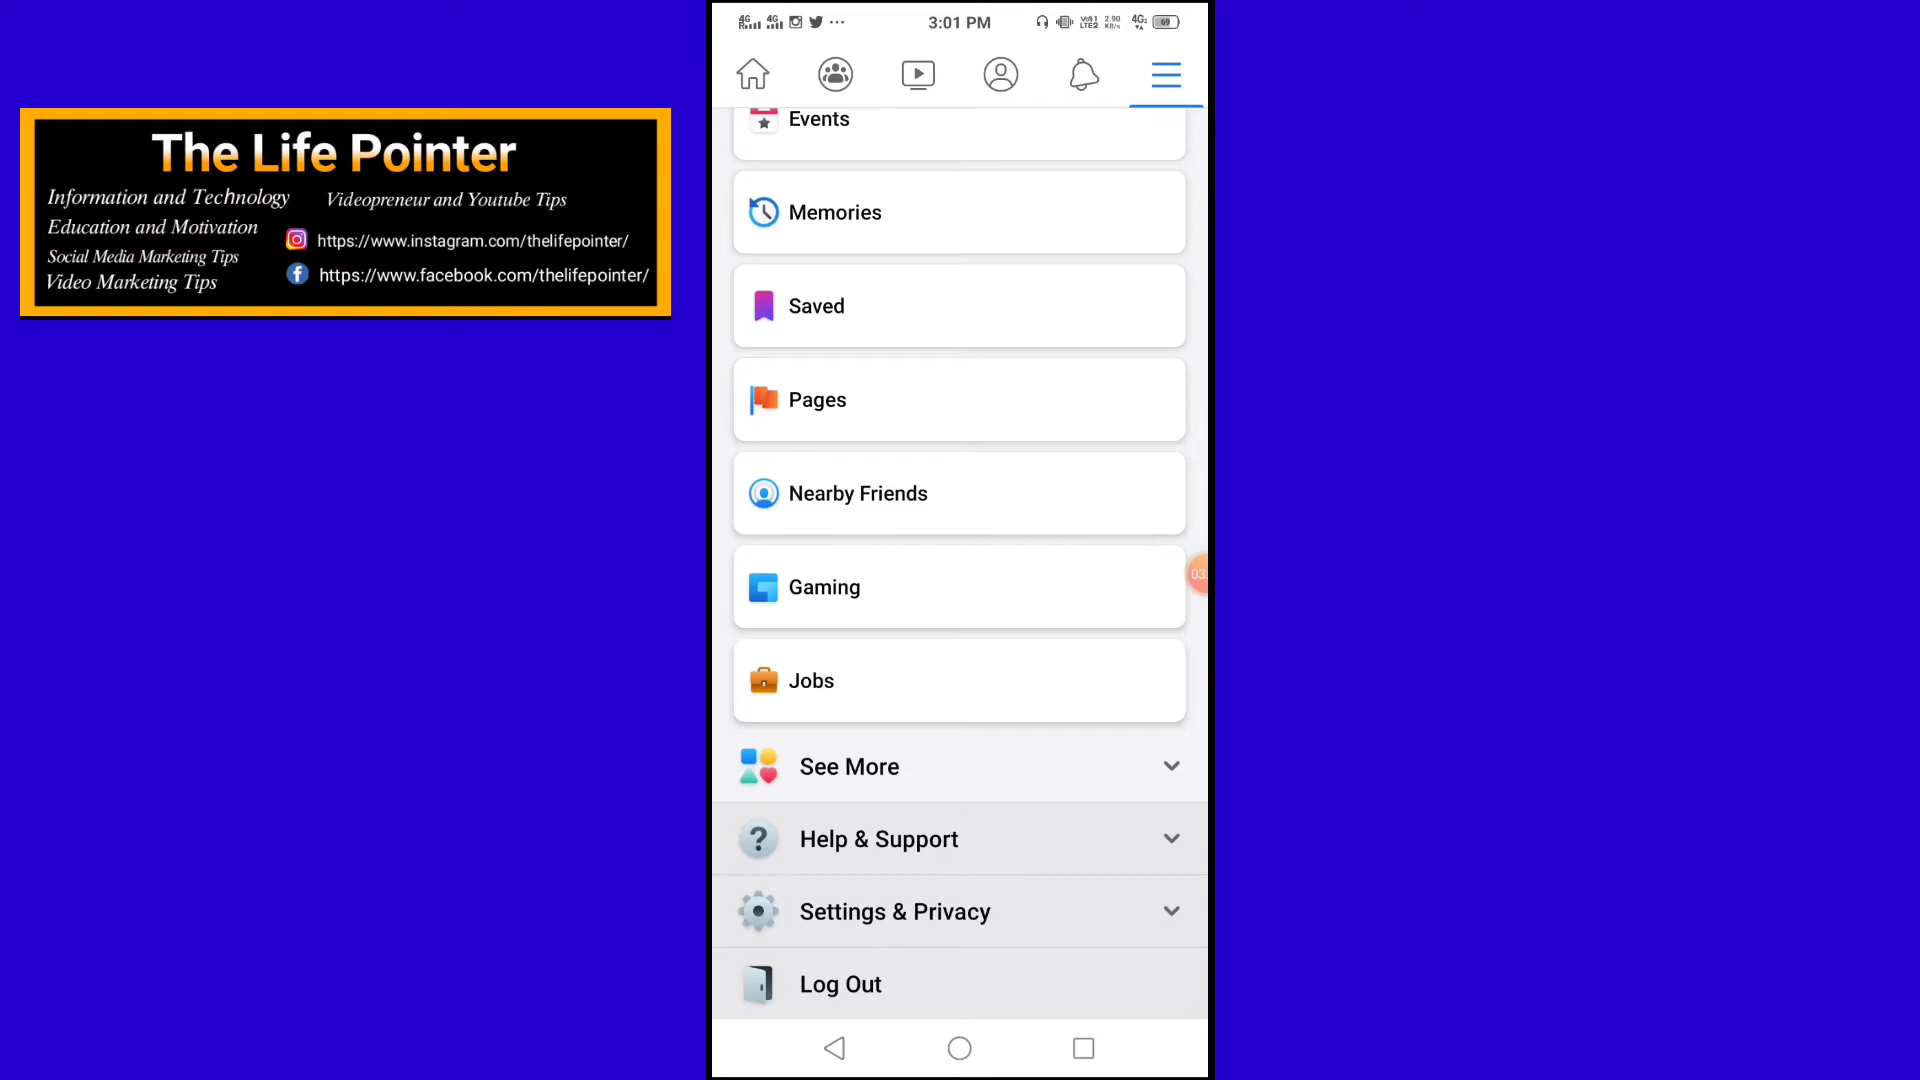 The Life Pointer
Information and Technology
Videopreneur and Youtube Tips
Education and Motivation
https://www.instagram.com/thelifepointer/
Social Media Marketing Tips
https://www.facebook.com/thelifepointer/
Video Marketing Tips
3:01 PM
Events
Memories
Saved
Pages
Nearby Friends
Gaming
Jobs
See More
Help & Support
Settings & Privacy
Log Out